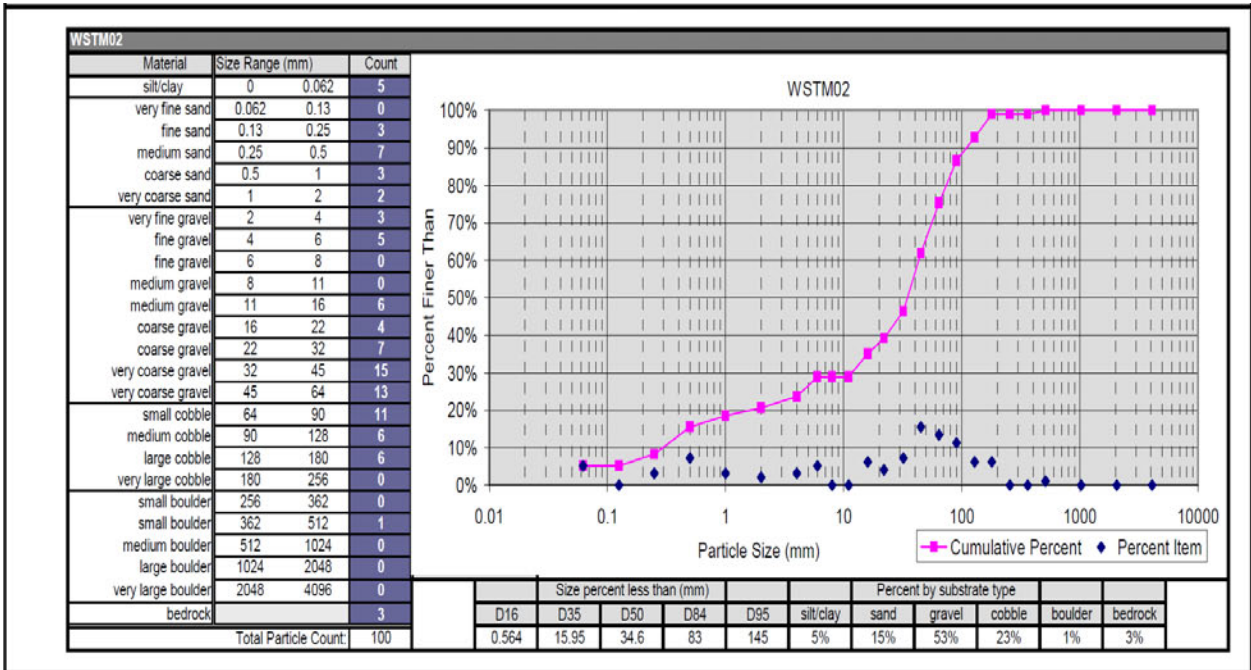 WSTM02
Material Size Range (mm) Count
silt/clay 0 0.062 5
very fine sand 0.062 0.13 0
fine sand 0.13 0.25 3
medium sand 0.25 0.5 7
coarse sand 0.5 1 3
very coarse sand 1 2 2
very fine gravel 2 4 3
fine gravel 4 6 5
fine gravel 6 8 0
medium gravel 8 11 0
medium gravel 11 16 6
coarse gravel 16 22 4
coarse gravel 22 32 7
very coarse gravel 32 45 15
very coarse gravel 45 64 13
small cobble 64 90 11
medium cobble 90 128 6
large cobble 128 180 6
very large cobble 180 256 0
small boulder 256 362 0
small boulder 362 512 1
medium boulder 512 1024 0
large boulder 1024 2048 0
very large boulder 2048 4096 0
bedrock 3
Total Particle Count: 100
WSTM02
Percent Finer Than
100%
90%
80%
70%
60%
50%
40%
30%
20%
10%
0%
0.01 0.1 1 10 100 1000 10000
Particle Size (mm)
Cumulative Percent Percent Item
Size percent less than (mm) Percent by substrate type
D16 D35 D50 D84 D95 silt/clay sand gravel cobble boulder bedrock
0.564 15.95 34.6 83 145 5% 15% 53% 23% 1% 3%